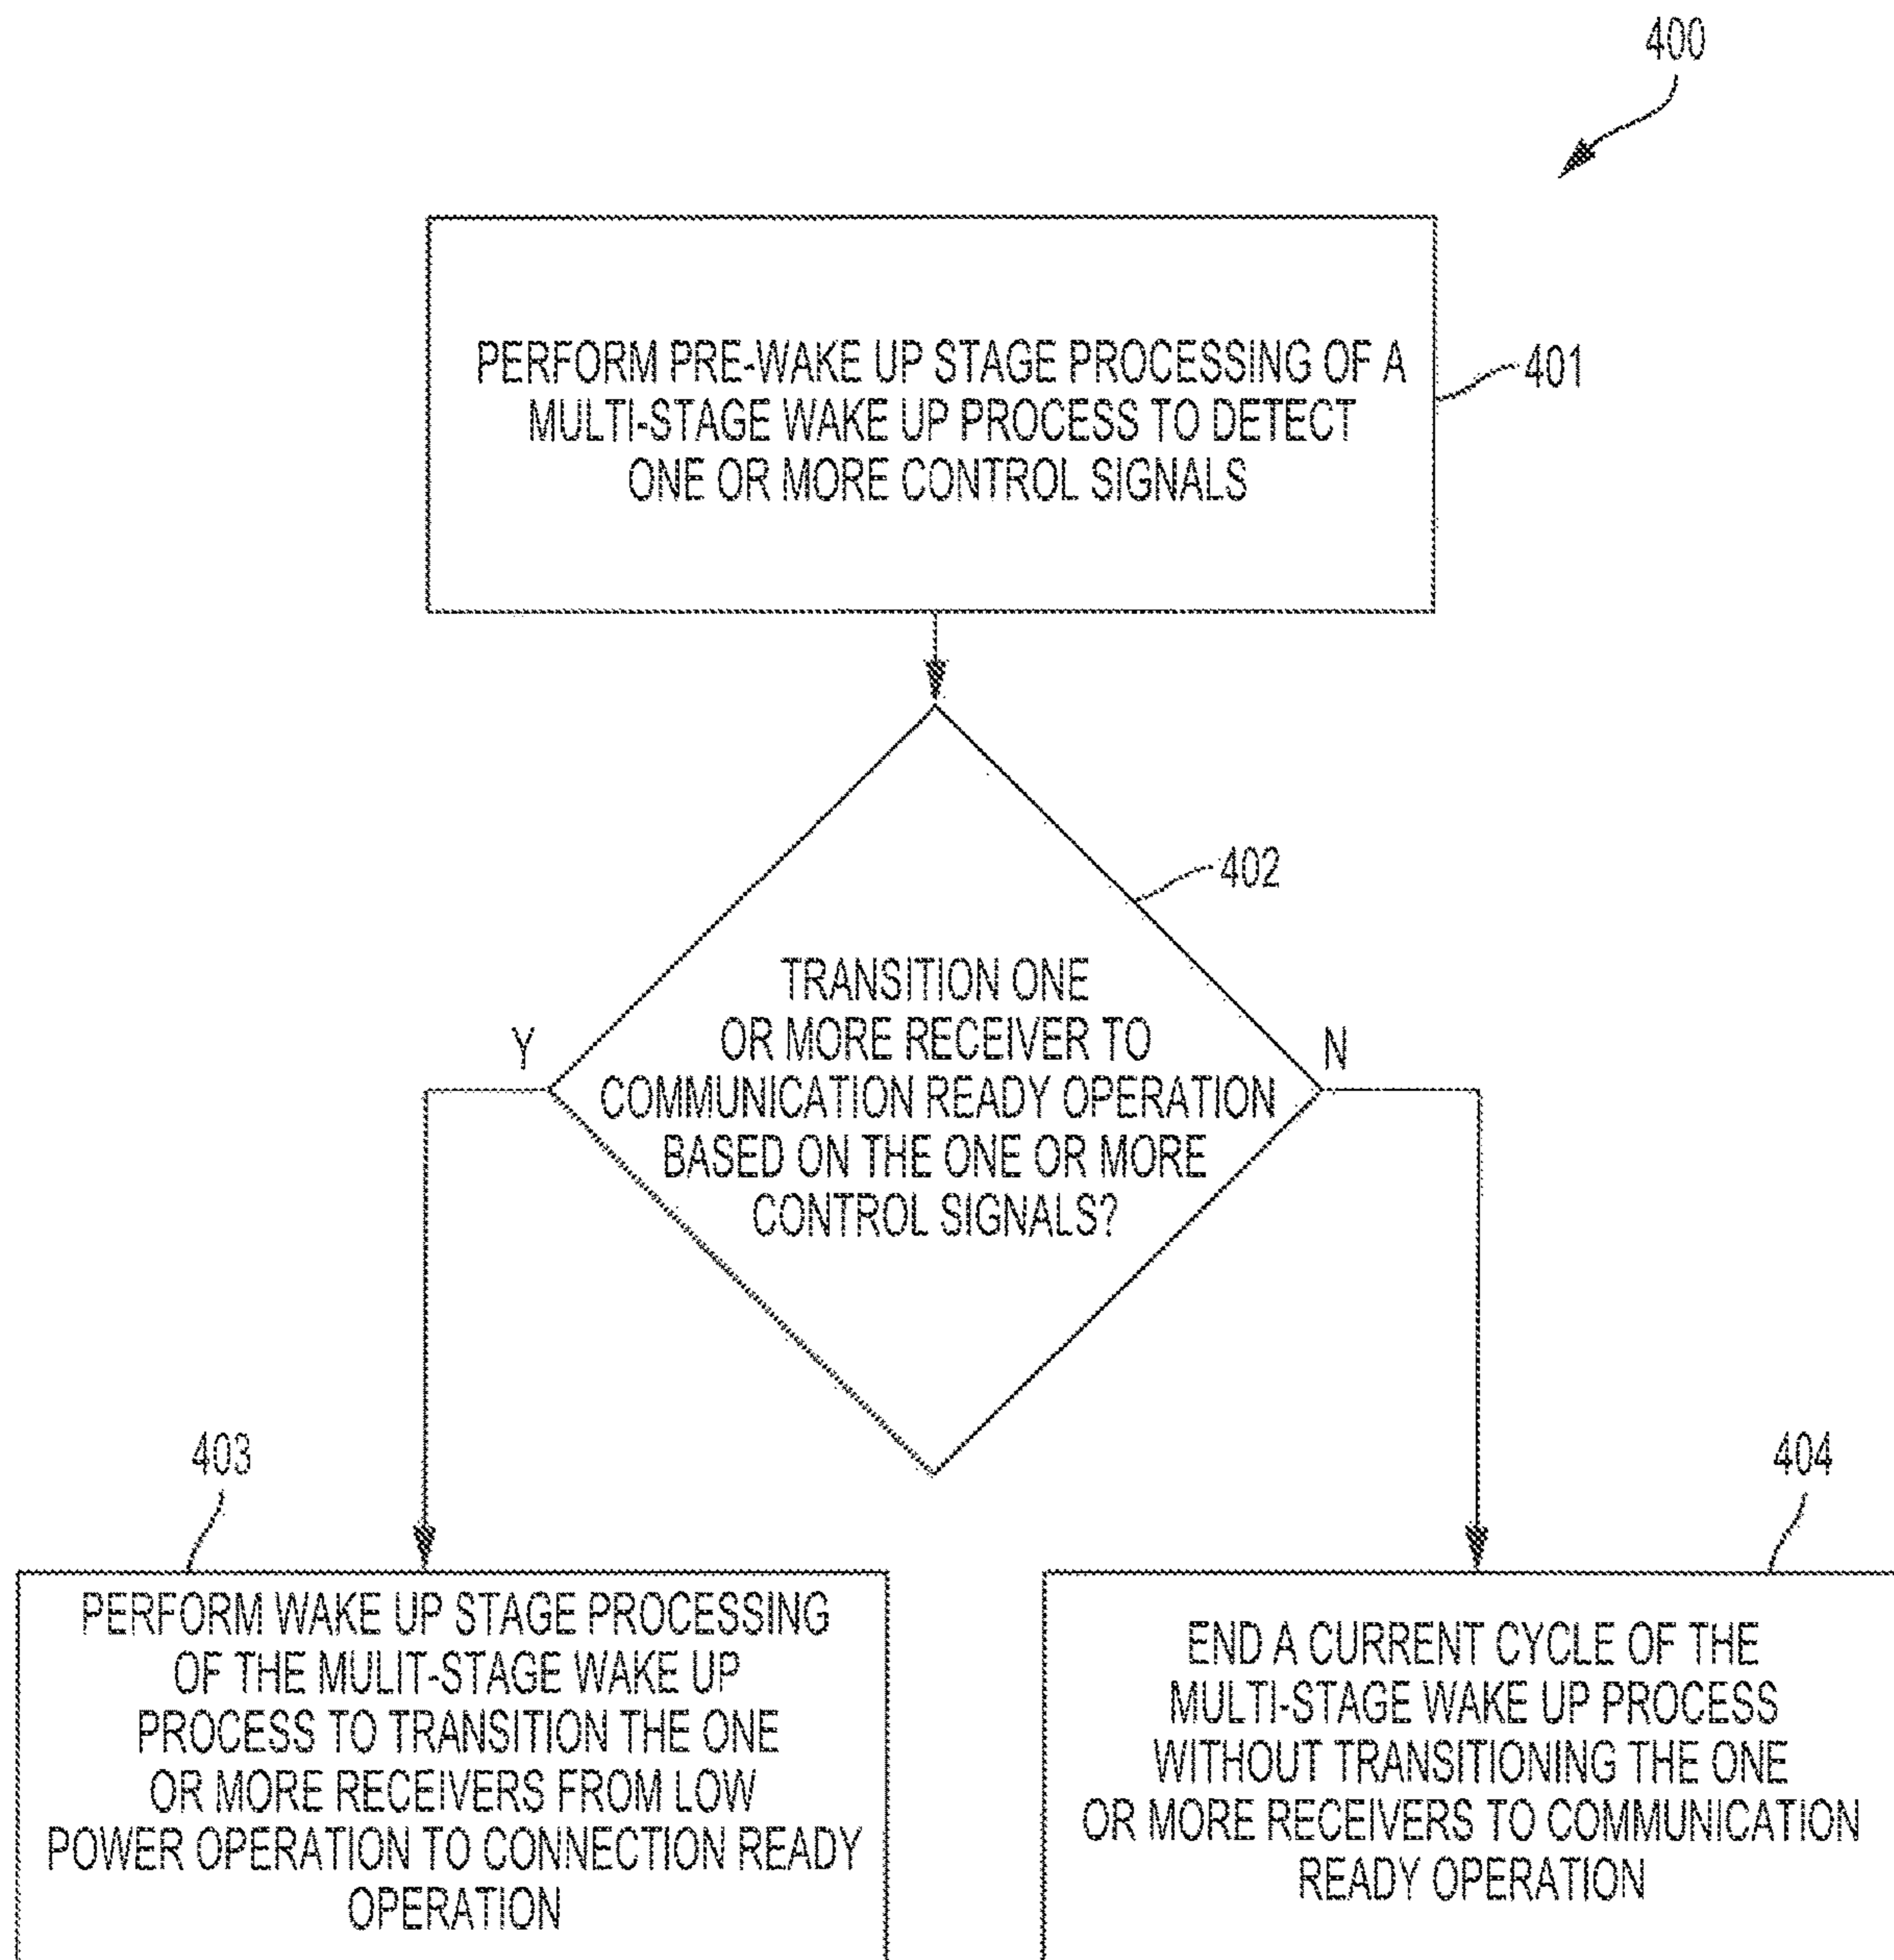 400
PERFORM PRE-WAKE UP STAGE PROCESSING OF A
MULTI-STAGE WAKE UP PROCESS TO DETECT
ONE OR MORE CONTROL SIGNALS
401
402
TRANSITION ONE
OR MORE RECEIVER TO
COMMUNICATION READY OPERATION
BASED ON THE ONE OR MORE
CONTROL SIGNALS?
Y
N
403
PERFORM WAKE UP STAGE PROCESSING
OF THE MULIT-STAGE WAKE UP
PROCESS TO TRANSITION THE ONE
OR MORE RECEIVERS FROM LOW
POWER OPERATION TO CONNECTION READY
OPERATION
404
END A CURRENT CYCLE OF THE
MULTI-STAGE WAKE UP PROCESS
WITHOUT TRANSITIONING THE ONE
OR MORE RECEIVERS TO COMMUNICATION
READY OPERATION